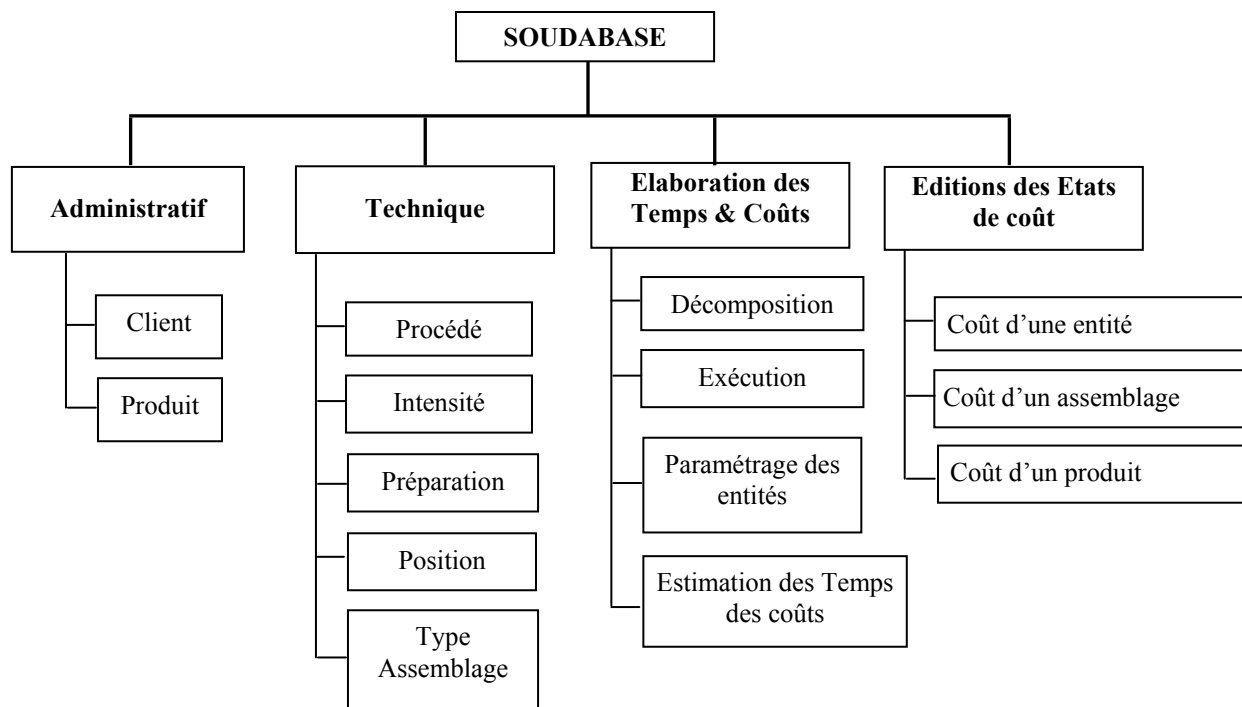 SOUDABASE
Administratif
Technique
Elaboration des
Temps & Coûts
Editions des Etats
de coût
Client
Produit
Procédé
Intensité
Préparation
Position
Type
Assemblage
Décomposition
Exécution
Paramétrage des
entités
Estimation des Temps
des coûts
Coût d’une entité
Coût d’un assemblage
Coût d’un produit